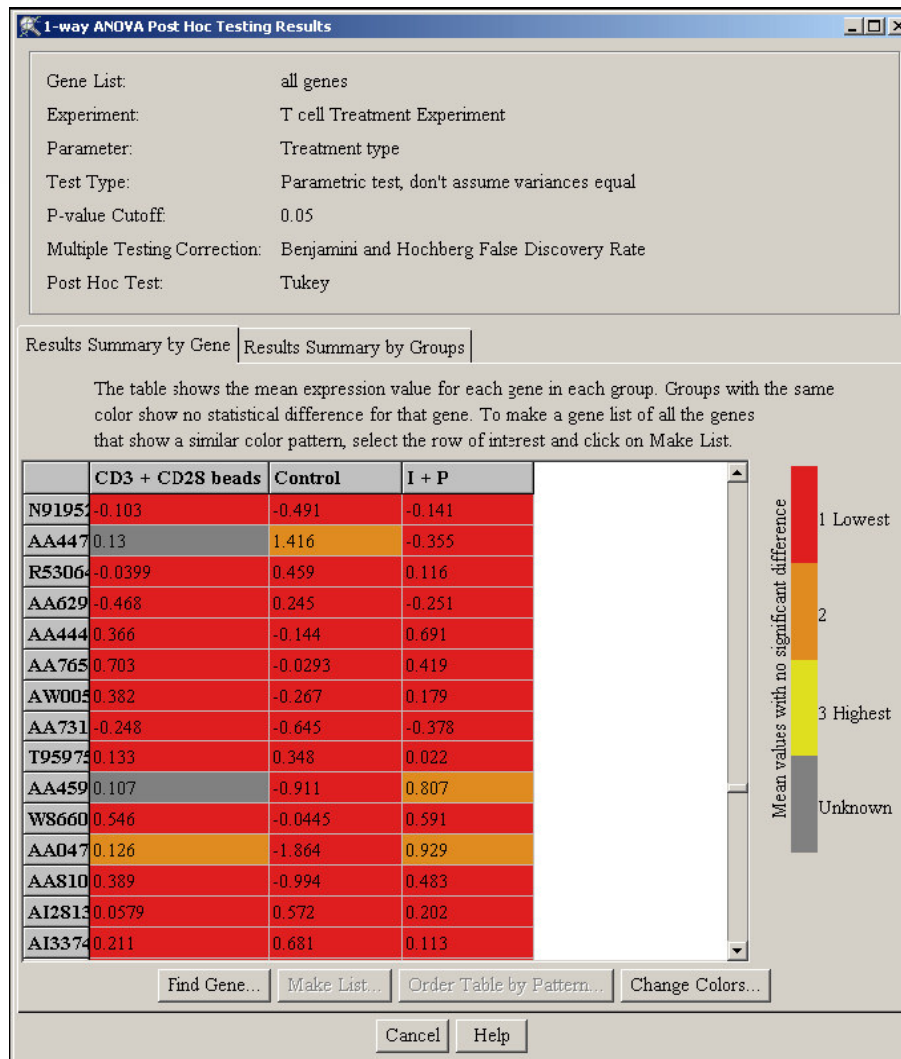 1-way ANOVA Post Hoc Testing Results
Gene List: all genes
Experiment: T cell Treatment Experiment
Parameter: Treatment type
Test Type: Parametric test, don't assume variances equal
P-value Cutoff: 0.05
Multiple Testing Correction: Benjamini and Hochberg False Discovery Rate
Post Hoc Test: Tukey
Results Summary by Gene Results Summary by Groups
The table shows the mean expression value for each gene in each group. Groups with the same
color show no statistical difference for that gene. To make a gene list of all the genes
that show a similar color pattern, select the row of interest and click on Make List.
CD3 + CD28 beads Control I + P
N91952 -0.103 -0.491 -0.141
AA447 0.13 1.416 -0.355
R5306 -0.0399 0.459 0.116
AA629 -0.468 0.245 -0.251
AA444 0.366 -0.144 0.691
AA765 0.703 -0.0293 0.419
AW005 0.382 -0.267 0.179
AA731 -0.248 -0.645 -0.378
T9597 0.133 0.348 0.022
AA459 0.107 -0.911 0.807
W8660 0.546 -0.0445 0.591
AA047 0.126 -1.864 0.929
AA810 0.389 -0.994 0.483
AI2813 0.0579 0.572 0.202
AI3374 0.211 0.681 0.113
Mean values with no significant difference
1 Lowest
2
3 Highest
Unknown
Find Gene... Make List... Order Table by Pattern... Change Colors...
Cancel Help